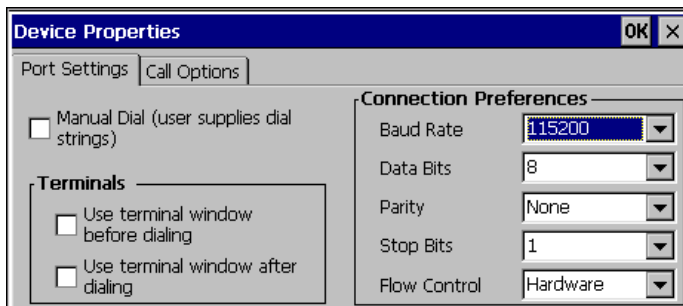 Device Properties OK ×
Port Settings Call Options
Manual Dial (user supplies dial
strings)
Terminals
Use terminal window
before dialing
Use terminal window after
dialing
Connection Preferences
Baud Rate 115200
Data Bits 8
Parity None
Stop Bits 1
Flow Control Hardware